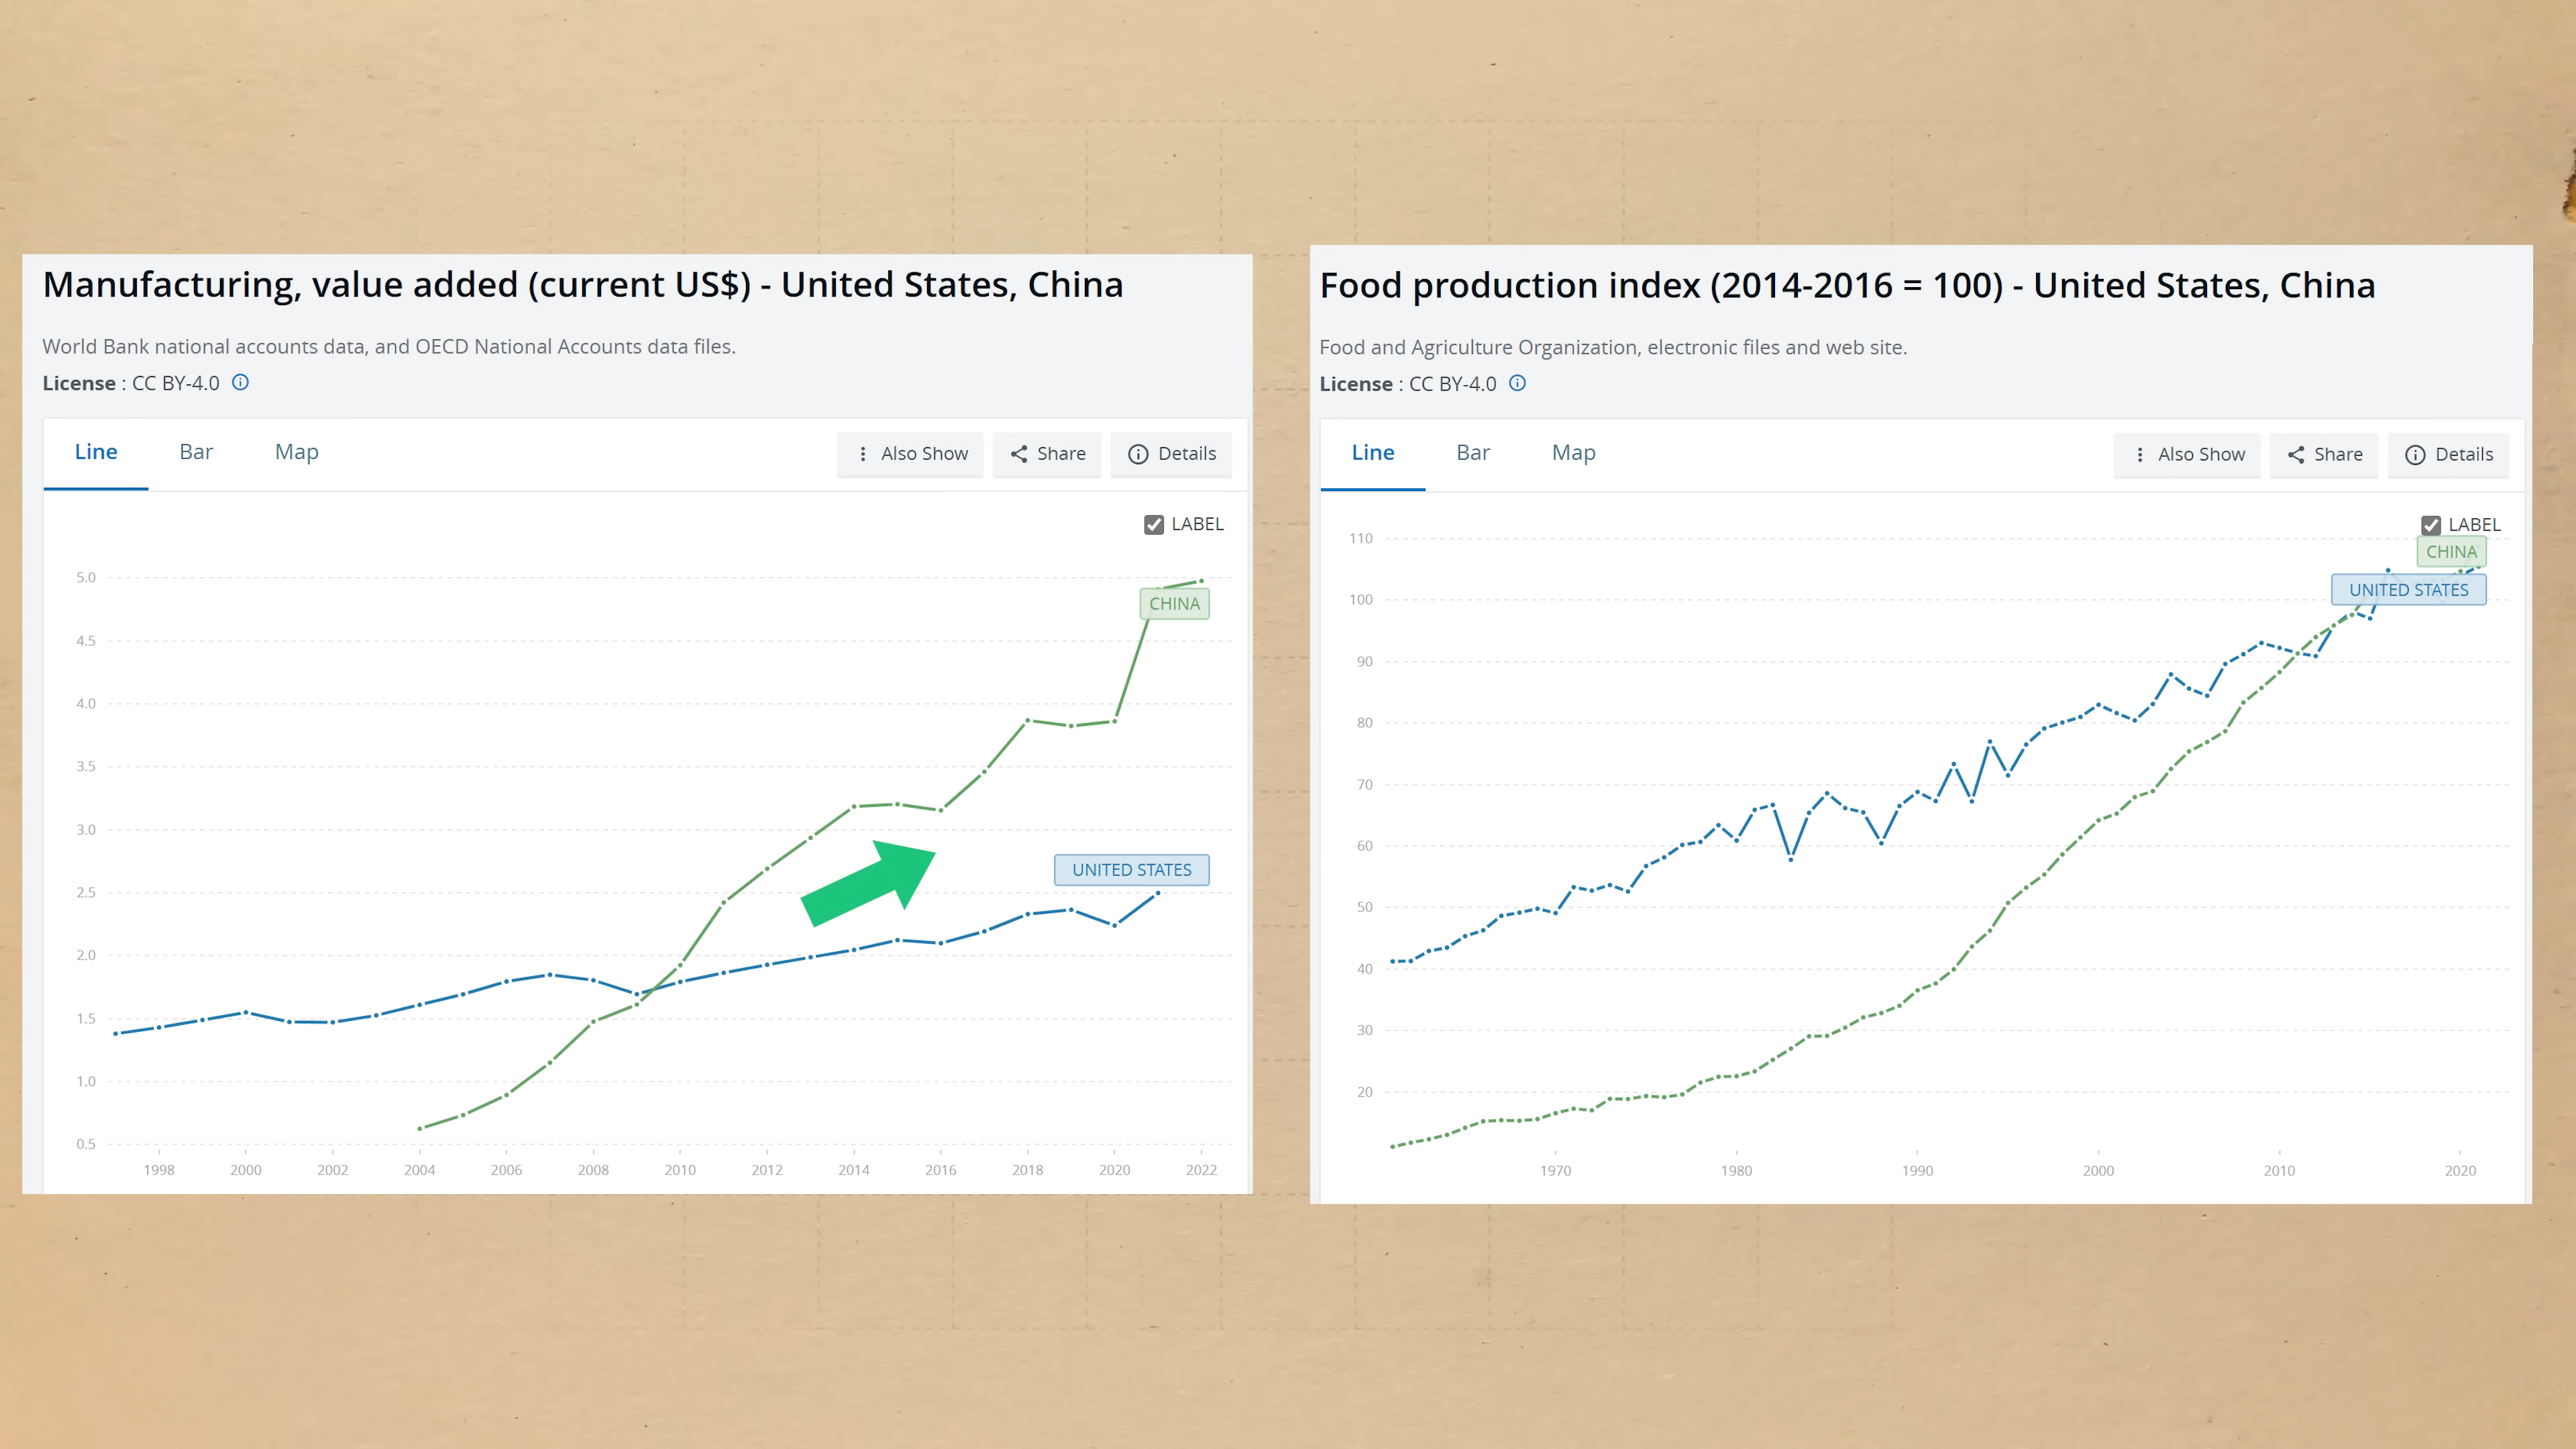 Manufacturing, value added (current US$) - United States, China
World Bank national accounts data, and OECD National Accounts data files.
License : CC BY-4.0
Line Bar Map Also Show Share Details
LABEL
5.0
CHINA
4.5
4.0
3.5
3.0
UNITED STATES
2.5
2.0
1.5
1.0
0.5
1998 2000 2002 2004 2006 2008 2010 2012 2014 2016 2018 2020 2022
Food production index (2014-2016 = 100) - United States, China
Food and Agriculture Organization, electronic files and web site.
License : CC BY-4.0
Line Bar Map Also Show Share Details
LABEL
110
CHINA
UNITED STATES
100
90
80
70
60
50
40
30
20
1970 1980 1990 2000 2010 2020